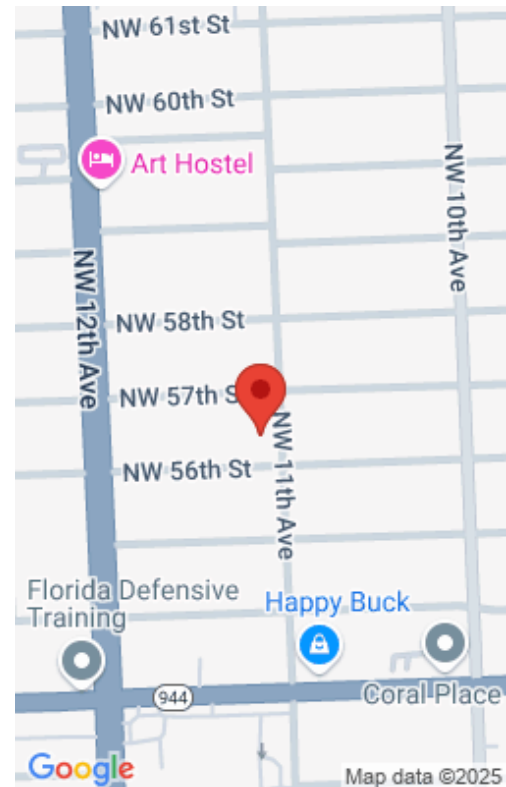 NW 61st St
NW 60th St
Art Hostel
NW 10th Ave
NW 12th Ave
NW 58th St
NW 57th S
NW 11th Ave
NW 56th St
Florida Defensive
Training
Happy Buck
944
Coral Place
Google
Map data ©2025